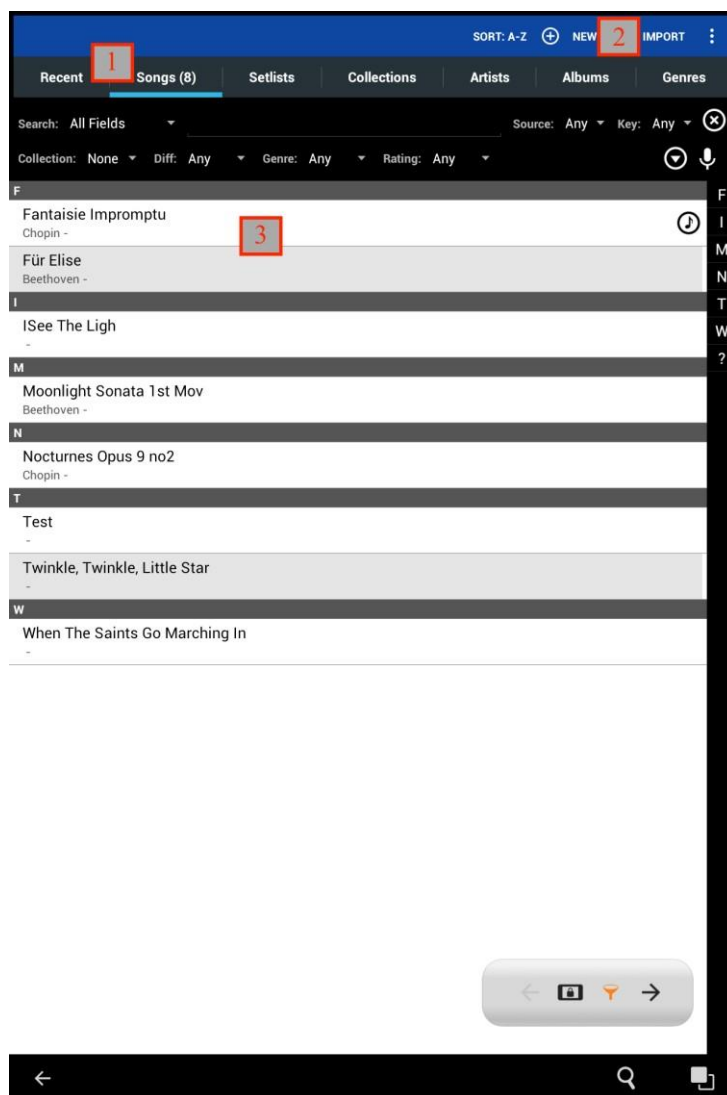 SORT: A-Z NEW 2 IMPORT
1
Recent Songs (8) Setlists Collections Artists Albums Genres
Search: All Fields Source: Any Key: Any
Collection: None Diff: Any Genre: Any Rating: Any
F
F
Fantaisie Impromptu
Chopin -
I
3
M
Für Elise
Beethoven -
N
I
T
ISee The Ligh
-
W
M
?
Moonlight Sonata 1st Mov
Beethoven -
N
Nocturnes Opus 9 no2
Chopin -
T
Test
-
Twinkle, Twinkle, Little Star
-
W
When The Saints Go Marching In
-